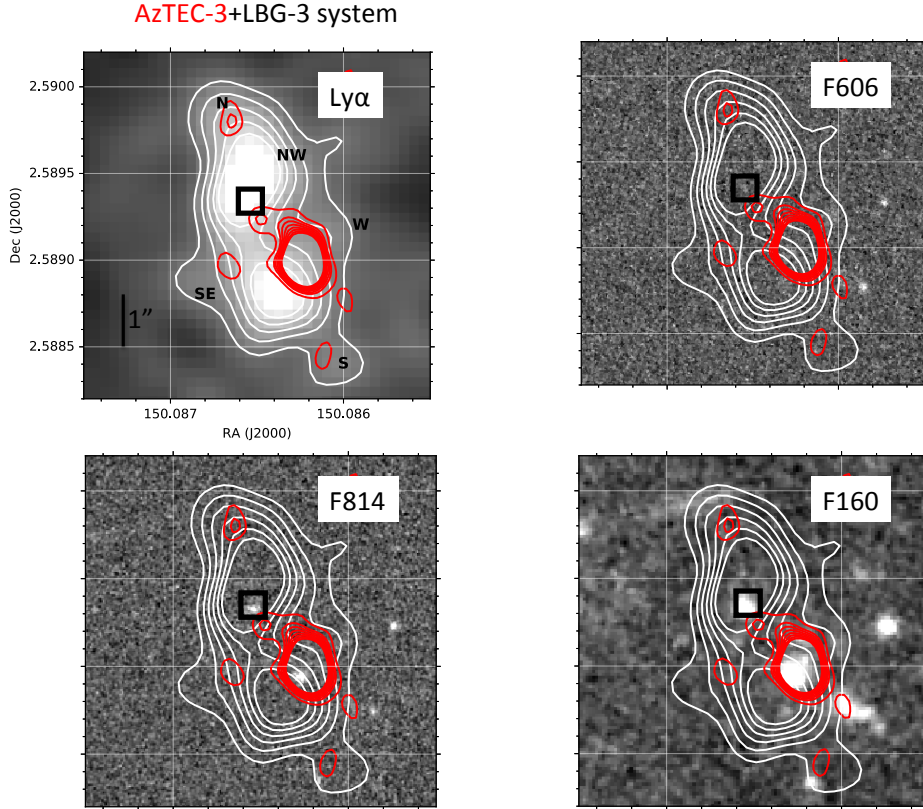 AzTEC-3+LBG-3 system
Lyα
F606
2.5900
2.5895
2.5890
2.5885
Dec (J2000)
N
NW
W
SE
S
1”
150.087
150.086
RA (J2000)
F814
F160